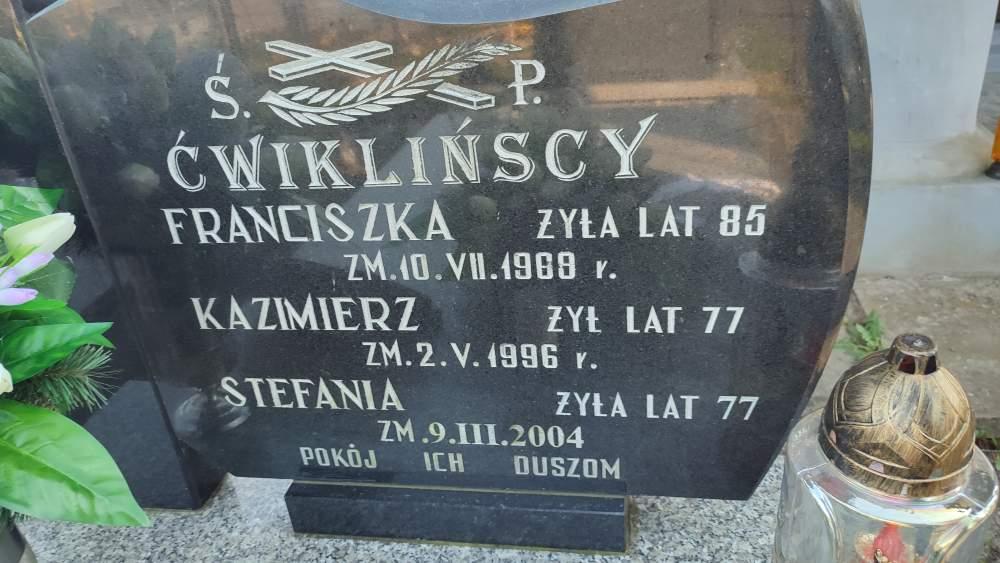 Ś. P.
ĆWIKLIŃSCY
FRANCISZKA ŻYŁA LAT 85
ZM.10.VII.1969 r.
KAZIMIERZ ŻYŁ LAT 77
ZM.2.V.1996 r.
STEFANIA ŻYŁA LAT 77
ZM.9.III.2004
POKÓJ ICH DUSZOM